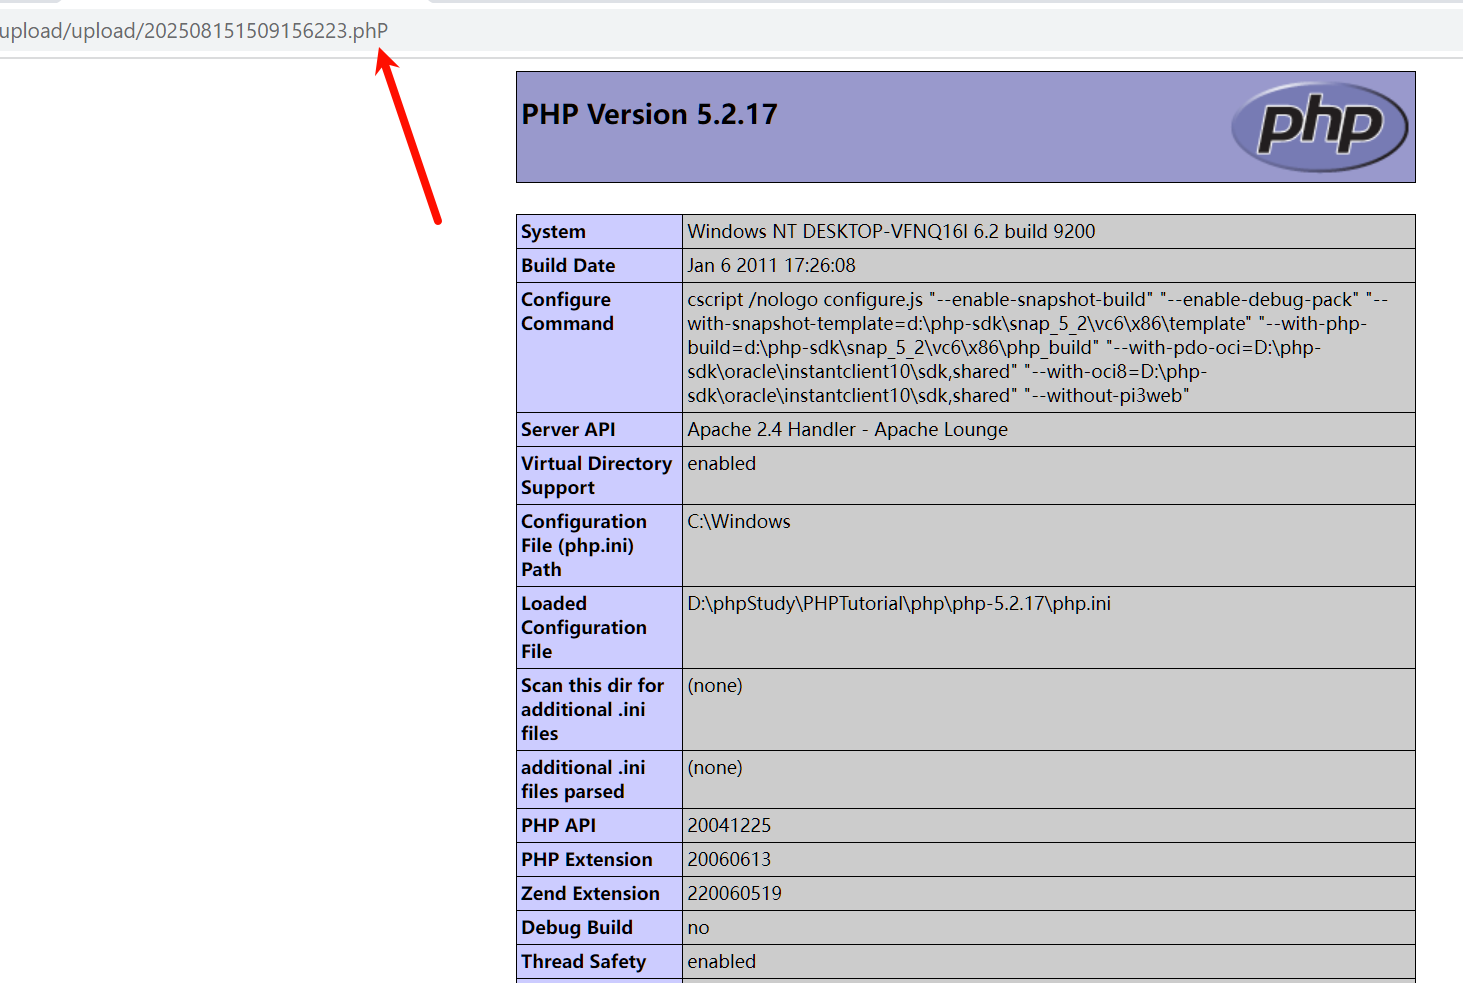 upload/upload/202508151509156223.phP
PHP Version 5.2.17
php
System
Windows NT DESKTOP-VFNQ16I 6.2 build 9200
Build Date
Jan 6 2011 17:26:08
Configure
Command
cscript /nologo configure.js "--enable-snapshot-build" "--enable-debug-pack" "--
with-snapshot-template=d:\php-sdk\snap_5_2\vc6\x86\template" "--with-php-
build=d:\php-sdk\snap_5_2\vc6\x86\php_build" "--with-pdo-oci=D:\php-
sdk\oracle\instantclient10\sdk,shared" "--with-oci8=D:\php-
sdk\oracle\instantclient10\sdk,shared" "--without-pi3web"
Server API
Apache 2.4 Handler - Apache Lounge
Virtual Directory
Support
enabled
Configuration
File (php.ini)
Path
C:\Windows
Loaded
Configuration
File
D:\phpStudy\PHPTutorial\php\php-5.2.17\php.ini
Scan this dir for
additional .ini
files
(none)
additional .ini
files parsed
(none)
PHP API
20041225
PHP Extension
20060613
Zend Extension
220060519
Debug Build
no
Thread Safety
enabled